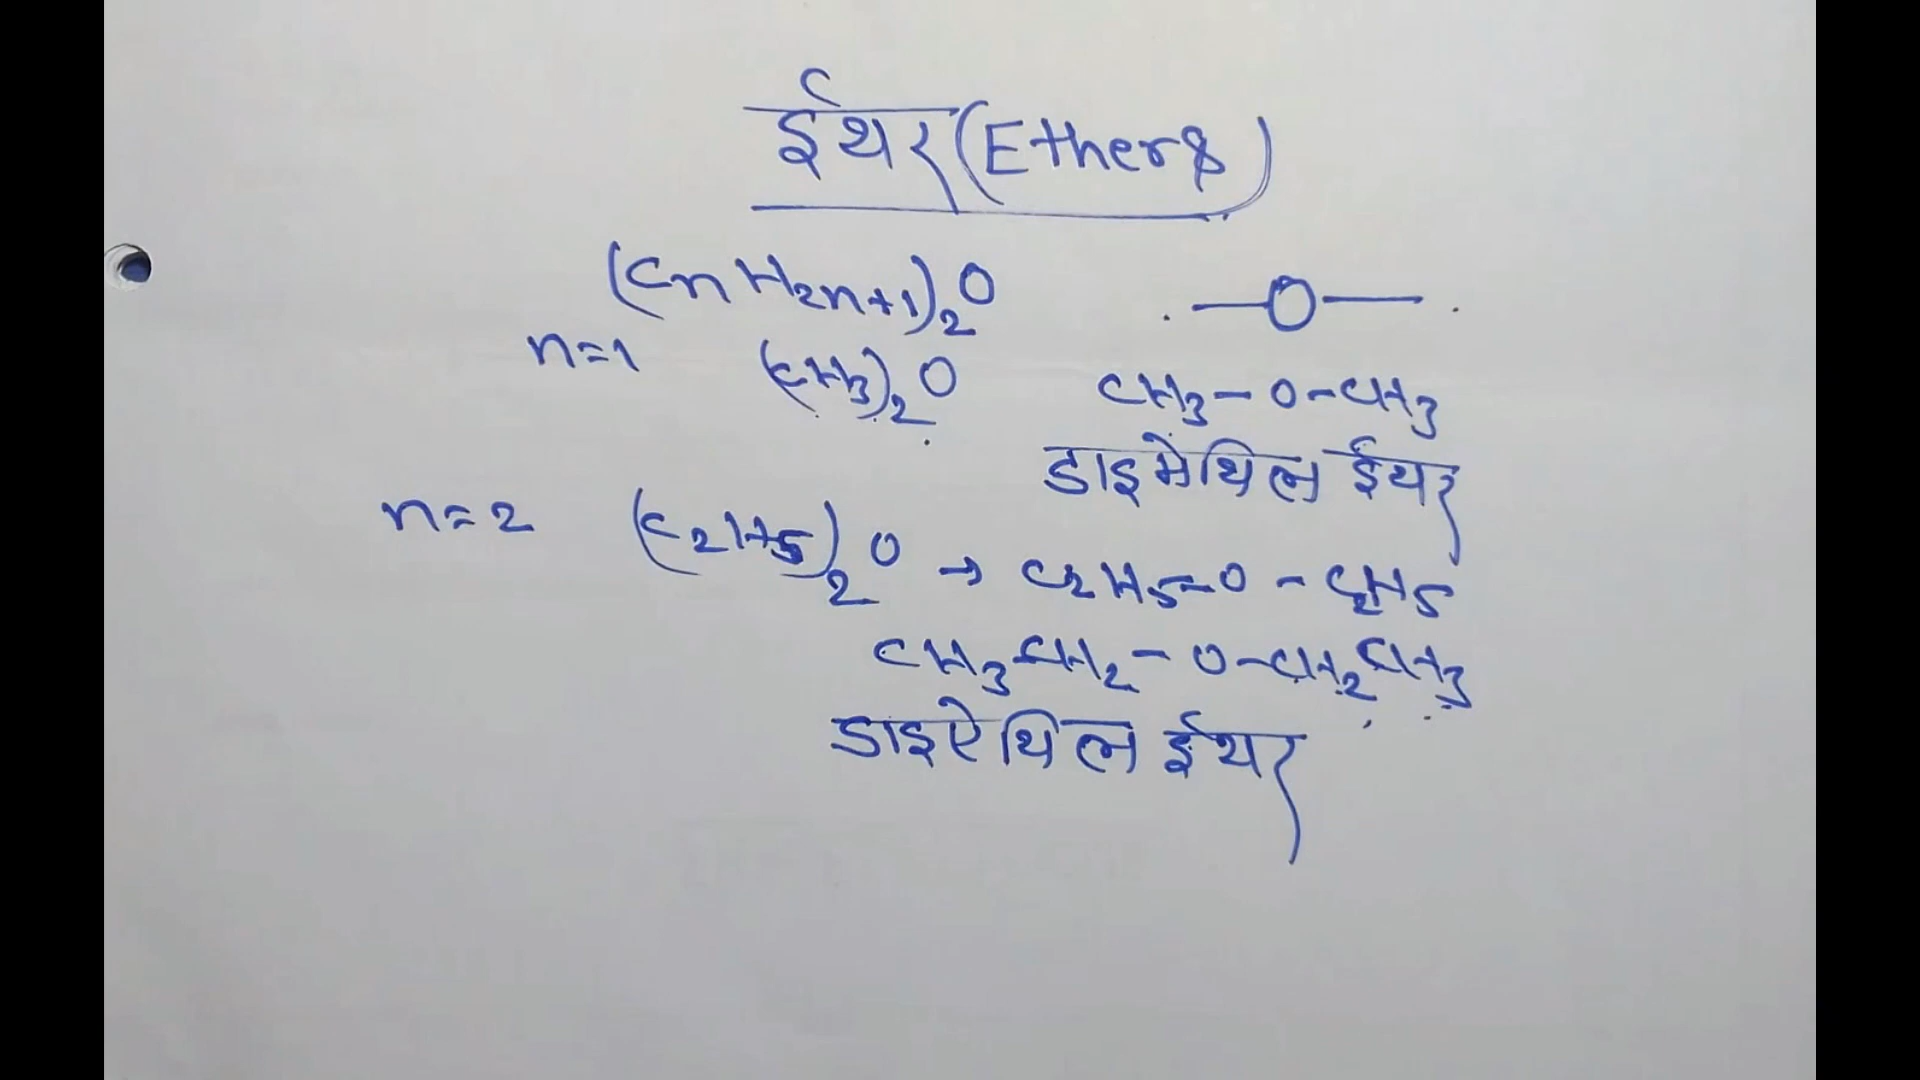 ईथर (Ethers)
(CnH2n+1)2O —O—
n=1 (CH3)2O CH3-O-CH3
डाइमेथिल ईथर
n=2 (C2H5)2O → C2H5-O-C2H5
CH3CH2-O-CH2CH3
डाइऐथिल ईथर